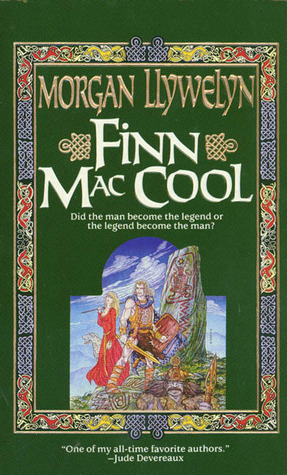 MORGAN LLYWELYN
FINN
MAC COOL
Did the man become the legend or
the legend become the man?
"One of my all-time favorite authors."
—Jude Devereaux